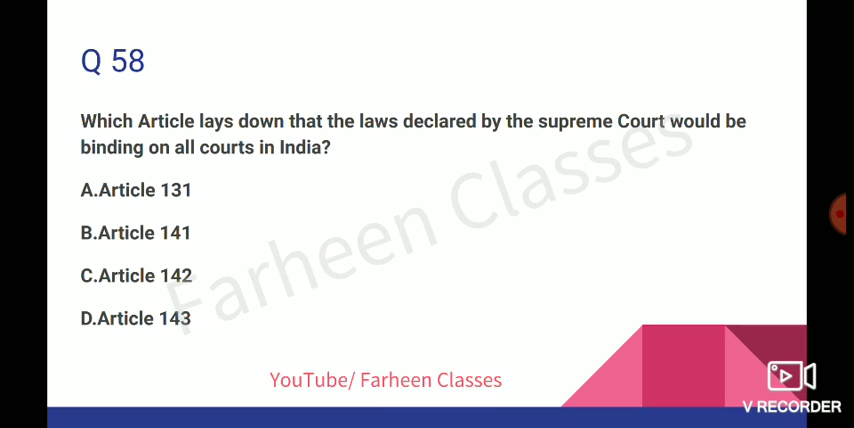 Q 58
Which Article lays down that the laws declared by the supreme Court would be
binding on all courts in India?
A.Article 131
B.Article 141
C.Article 142
D.Article 143
Farheen Classes
YouTube/ Farheen Classes
V RECORDER